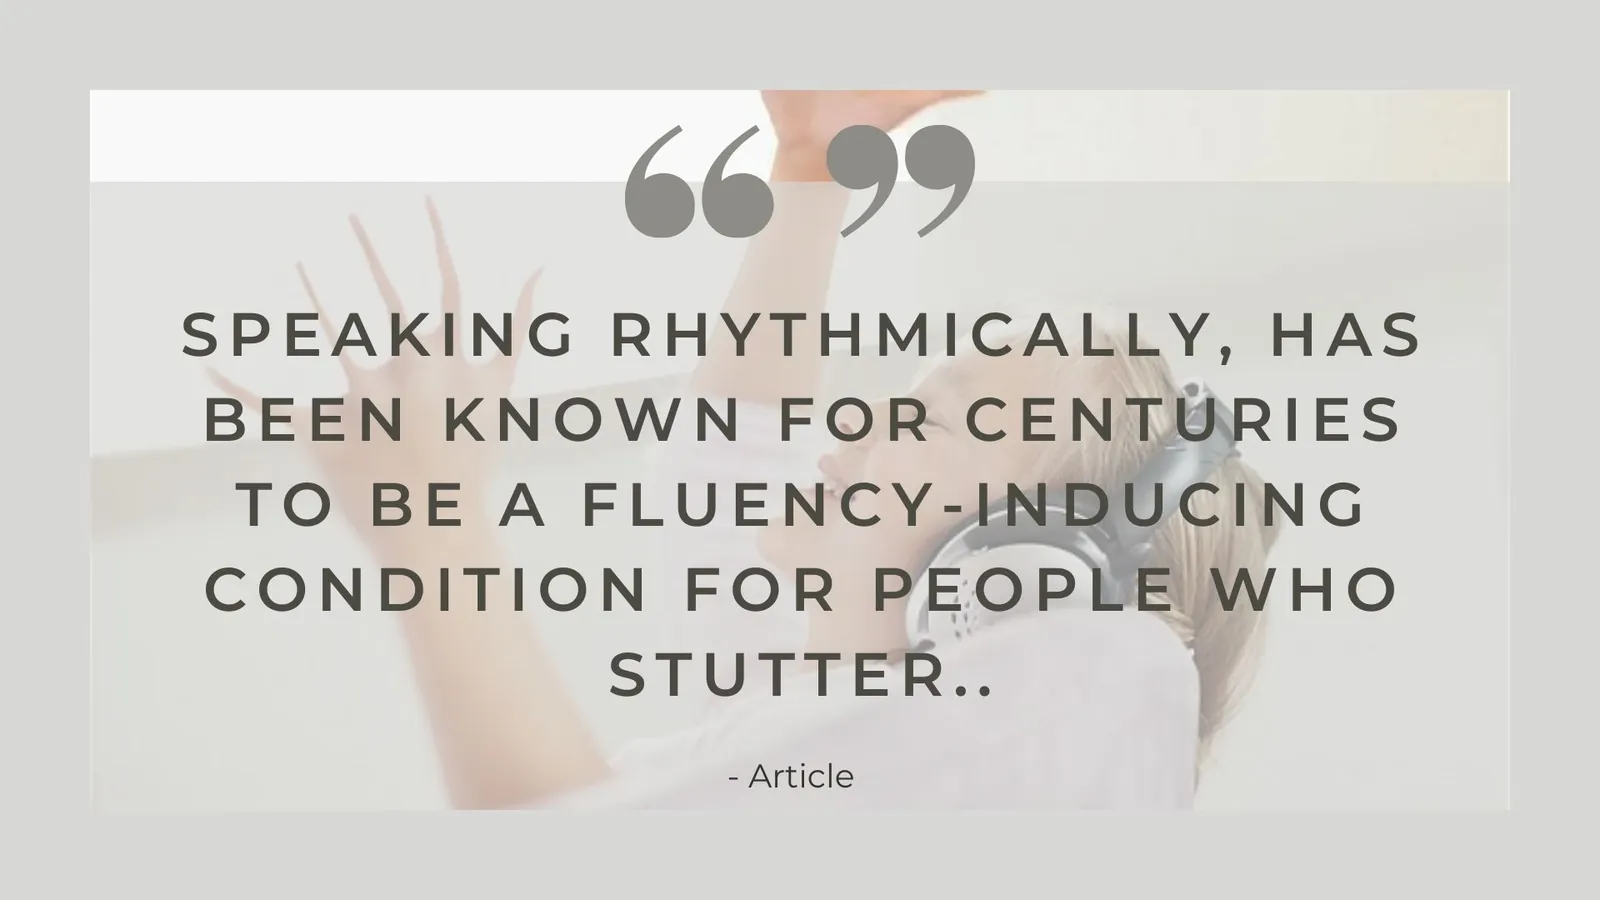 “ ”
SPEAKING RHYTHMICALLY, HAS
BEEN KNOWN FOR CENTURIES
TO BE A FLUENCY-INDUCING
CONDITION FOR PEOPLE WHO
STUTTER..
- Article